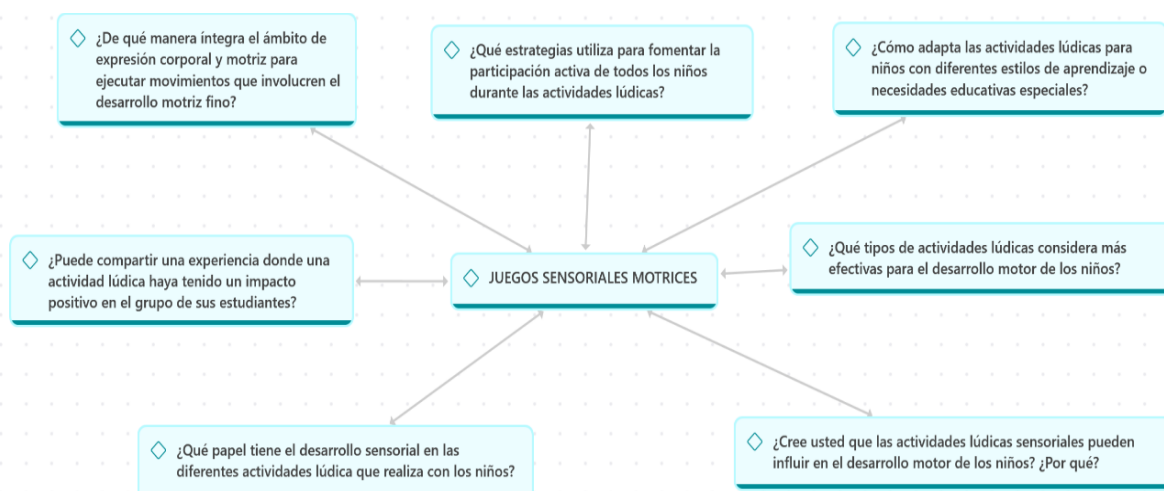 ¿De qué manera integra el ámbito de
expresión corporal y motriz para
ejecutar movimientos que involucren el
desarrollo motriz fino?
¿Qué estrategias utiliza para fomentar la
participación activa de todos los niños
durante las actividades lúdicas?
¿Cómo adapta las actividades lúdicas para
niños con diferentes estilos de aprendizaje o
necesidades educativas especiales?
¿Puede compartir una experiencia donde una
actividad lúdica haya tenido un impacto
positivo en el grupo de sus estudiantes?
JUEGOS SENSORIALES MOTRICES
¿Qué tipos de actividades lúdicas considera más
efectivas para el desarrollo motor de los niños?
¿Qué papel tiene el desarrollo sensorial en las
diferentes actividades lúdica que realiza con los niños?
¿Cree usted que las actividades lúdicas sensoriales pueden
influir en el desarrollo motor de los niños? ¿Por qué?